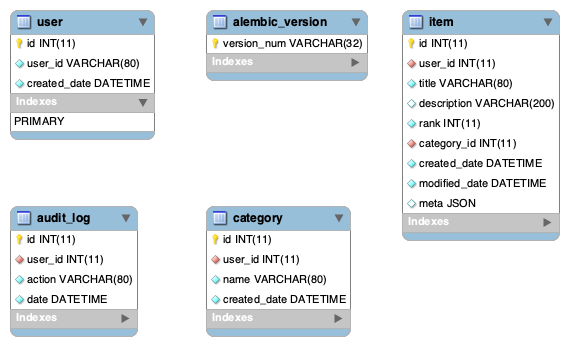 user
id INT(11)
user_id VARCHAR(80)
created_date DATETIME
Indexes
PRIMARY
alembic_version
version_num VARCHAR(32)
Indexes
item
id INT(11)
user_id INT(11)
title VARCHAR(80)
description VARCHAR(200)
rank INT(11)
category_id INT(11)
created_date DATETIME
modified_date DATETIME
meta JSON
Indexes
audit_log
id INT(11)
user_id INT(11)
action VARCHAR(80)
date DATETIME
Indexes
category
id INT(11)
user_id INT(11)
name VARCHAR(80)
created_date DATETIME
Indexes